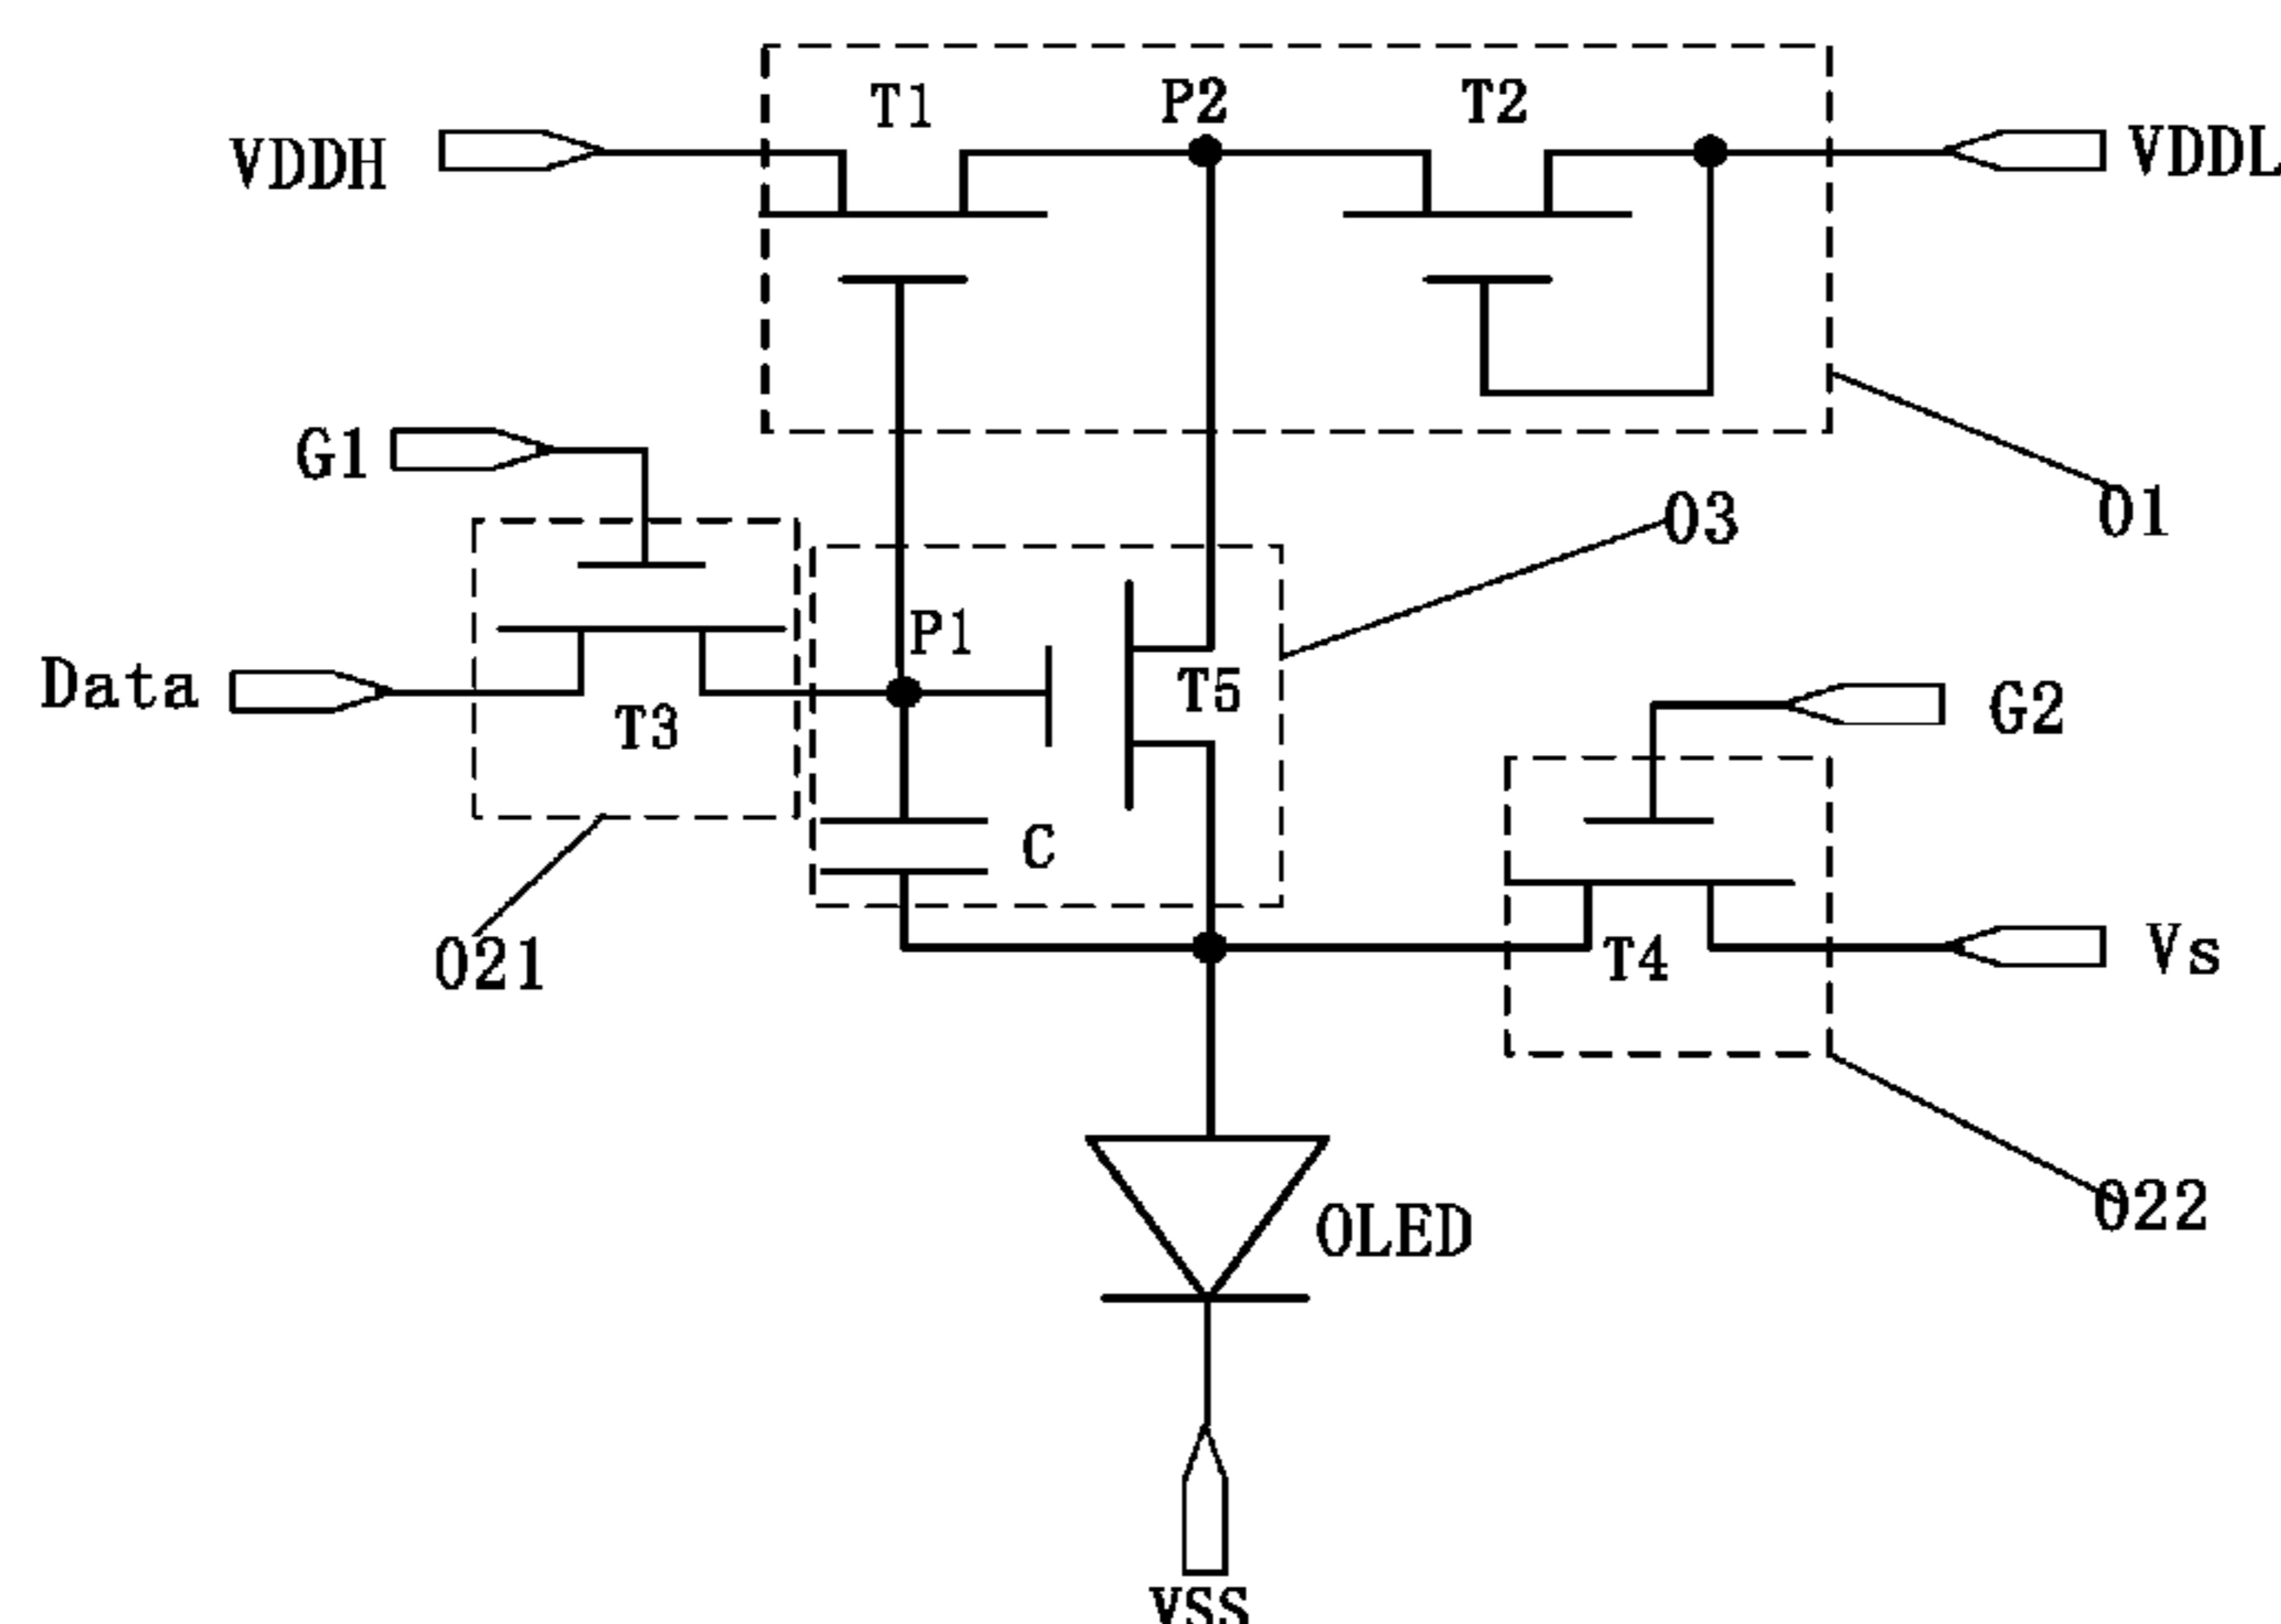 T1
P2
T2
VDDH
VDDL
G1
03
01
P1
Data
T3
T5
G2
C
021
T4
Vs
022
OLED
VSS